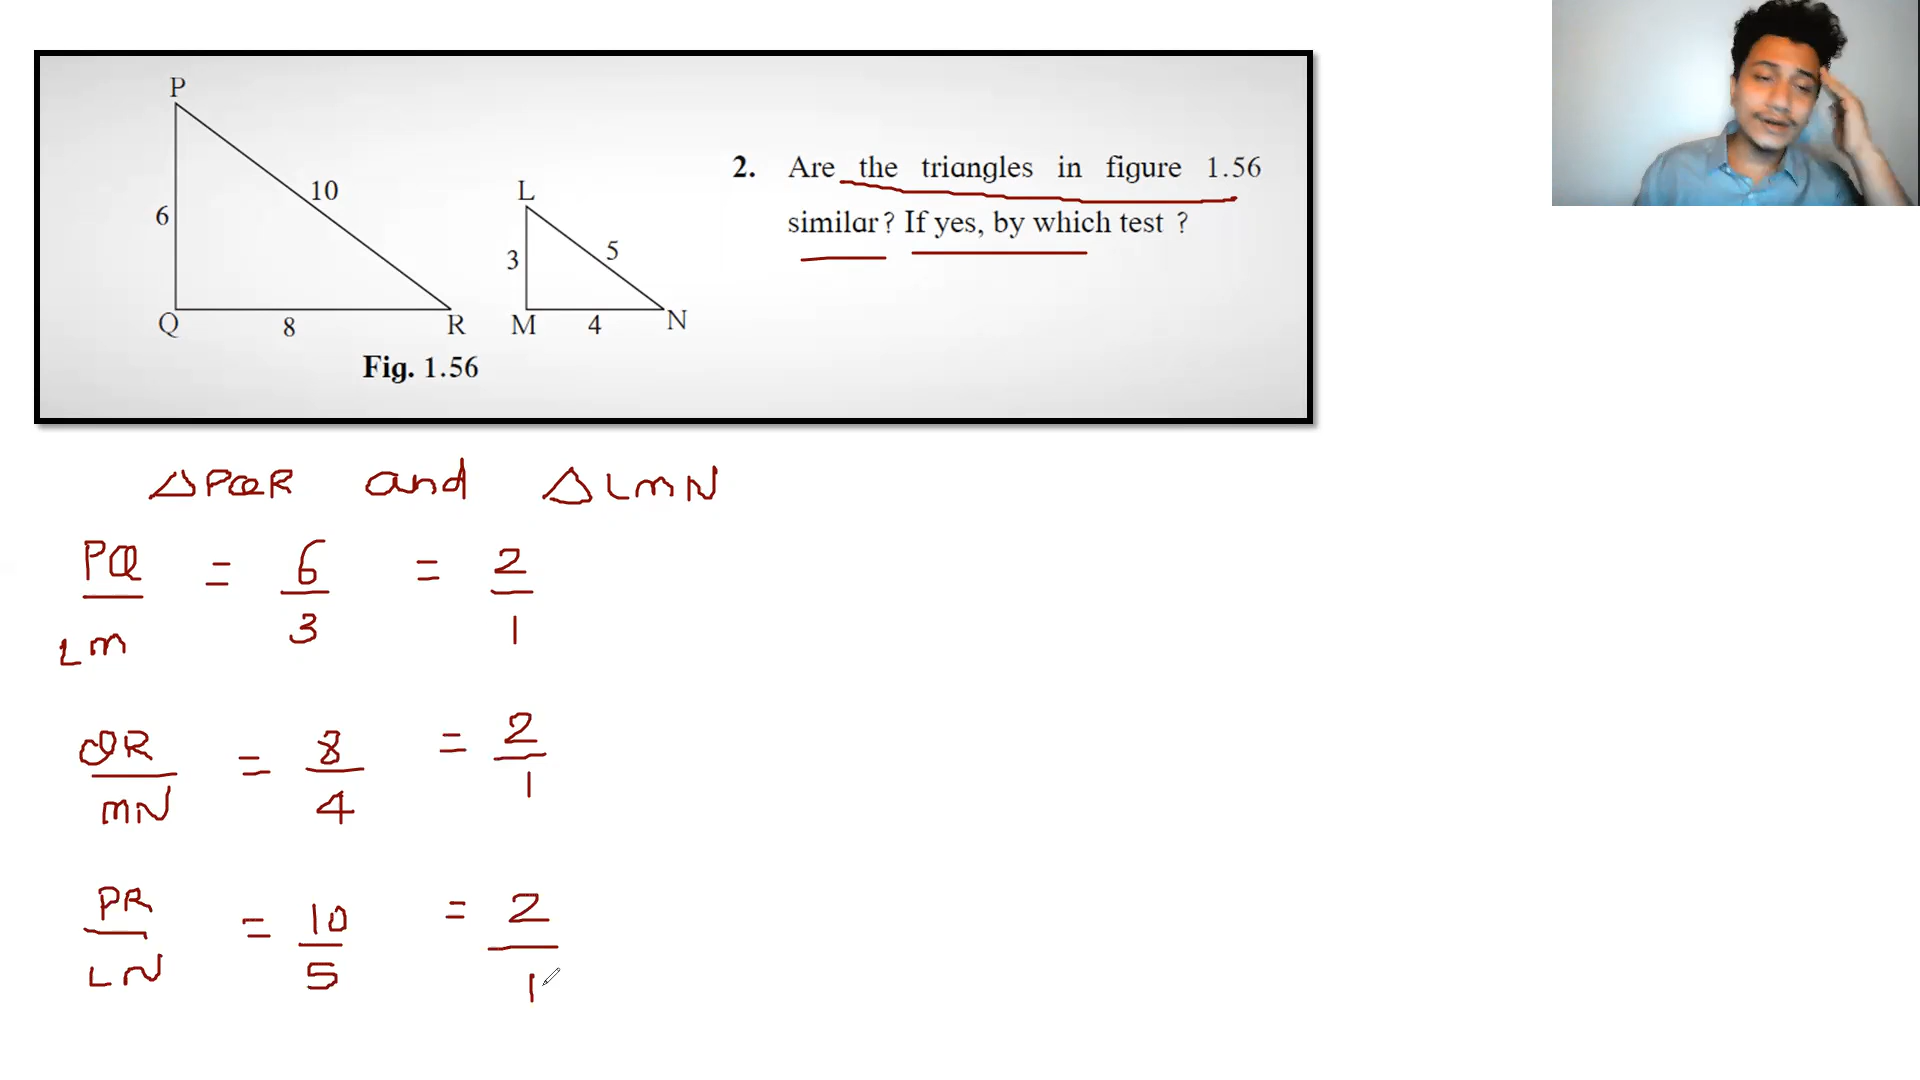 P
10
6
Q
8
R
L
3
5
M
4
N
Fig. 1.56
2. Are the triangles in figure 1.56
similar? If yes, by which test ?
△PQR and △LMN
PQ/LM = 6/3 = 2/1
QR/MN = 8/4 = 2/1
PR/LN = 10/5 = 2/1